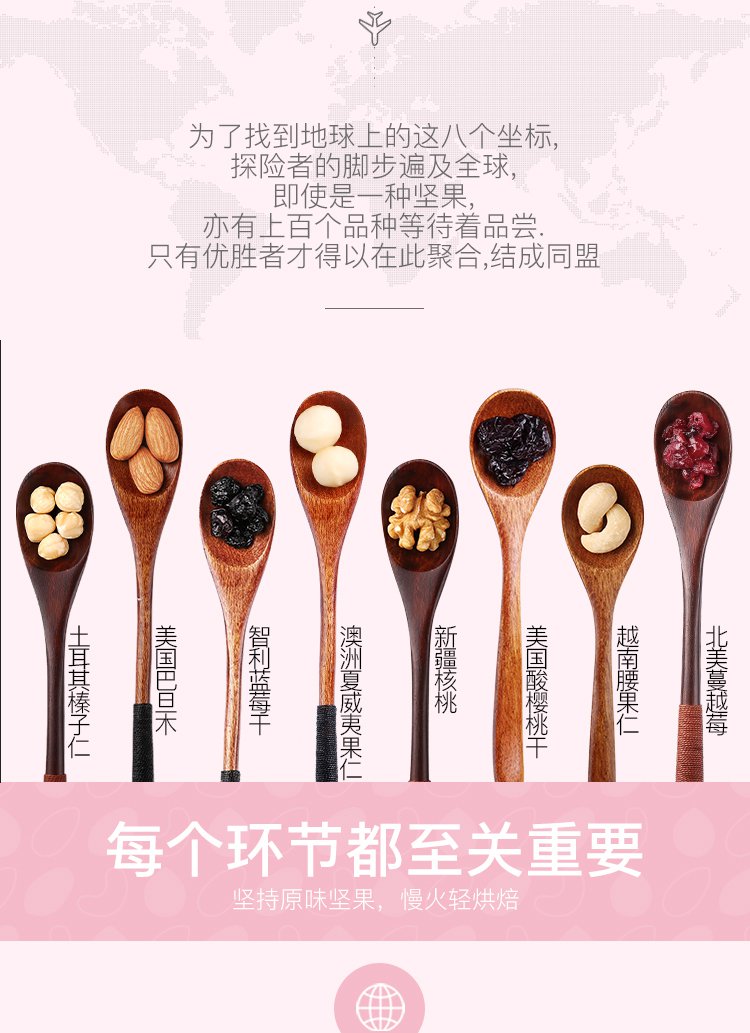 为了找到地球上的这八个坐标,
探险者的脚步遍及全球,
即使是一种坚果,
亦有上百个品种等待着品尝.
只有优胜者才得以在此聚合,结成同盟
土耳其榛子仁
美国巴旦木
智利蓝莓干
澳洲夏威夷果仁
新疆核桃
美国酸樱桃干
越南腰果仁
北美蔓越莓
每个环节都至关重要
坚持原味坚果，慢火轻烘焙